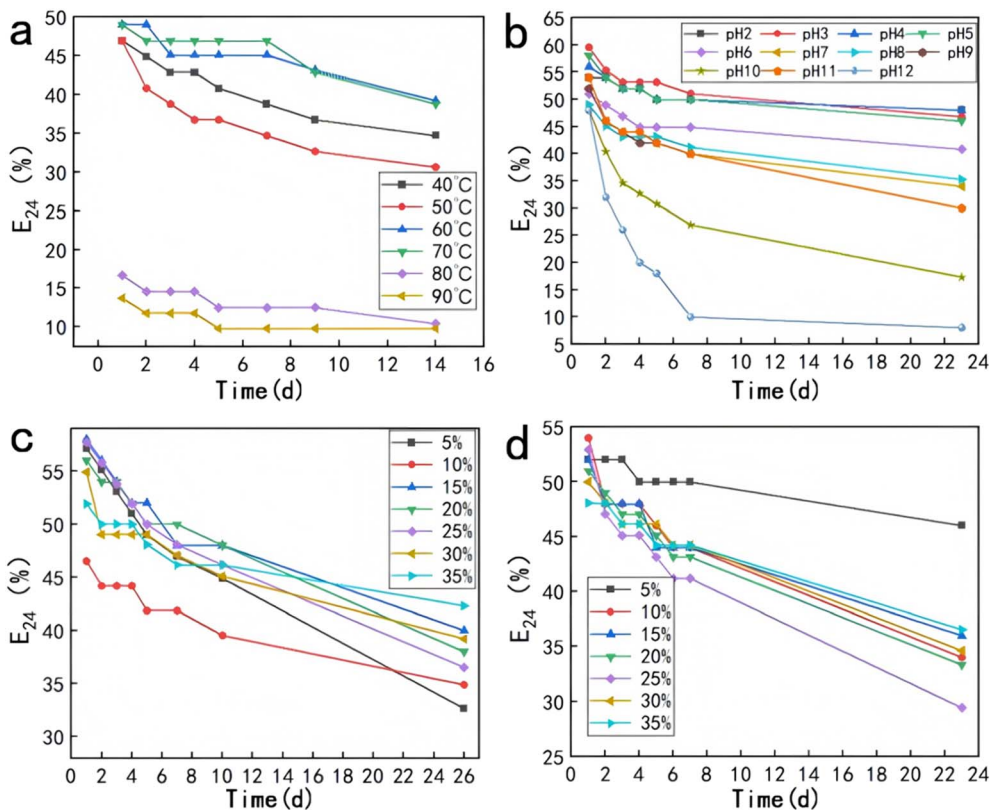 a
50
45
40
35
30
25
20
15
10
E24 (%)
40°C
50°C
60°C
70°C
80°C
90°C
0 2 4 6 8 10 12 14 16
Time(d)
b
65
60
55
50
45
40
35
30
25
20
15
10
5
E24 (%)
pH2 pH3 pH4 pH5
pH6 pH7 pH8 pH9
pH10 pH11 pH12
0 2 4 6 8 10 12 14 16 18 20 22 24
Time(d)
c
55
50
45
40
35
30
E24 (%)
5%
10%
15%
20%
25%
30%
35%
0 2 4 6 8 10 12 14 16 18 20 22 24 26
Time(d)
d
55
50
45
40
35
30
25
E24 (%)
5%
10%
15%
20%
25%
30%
35%
0 2 4 6 8 10 12 14 16 18 20 22 24
Time(d)